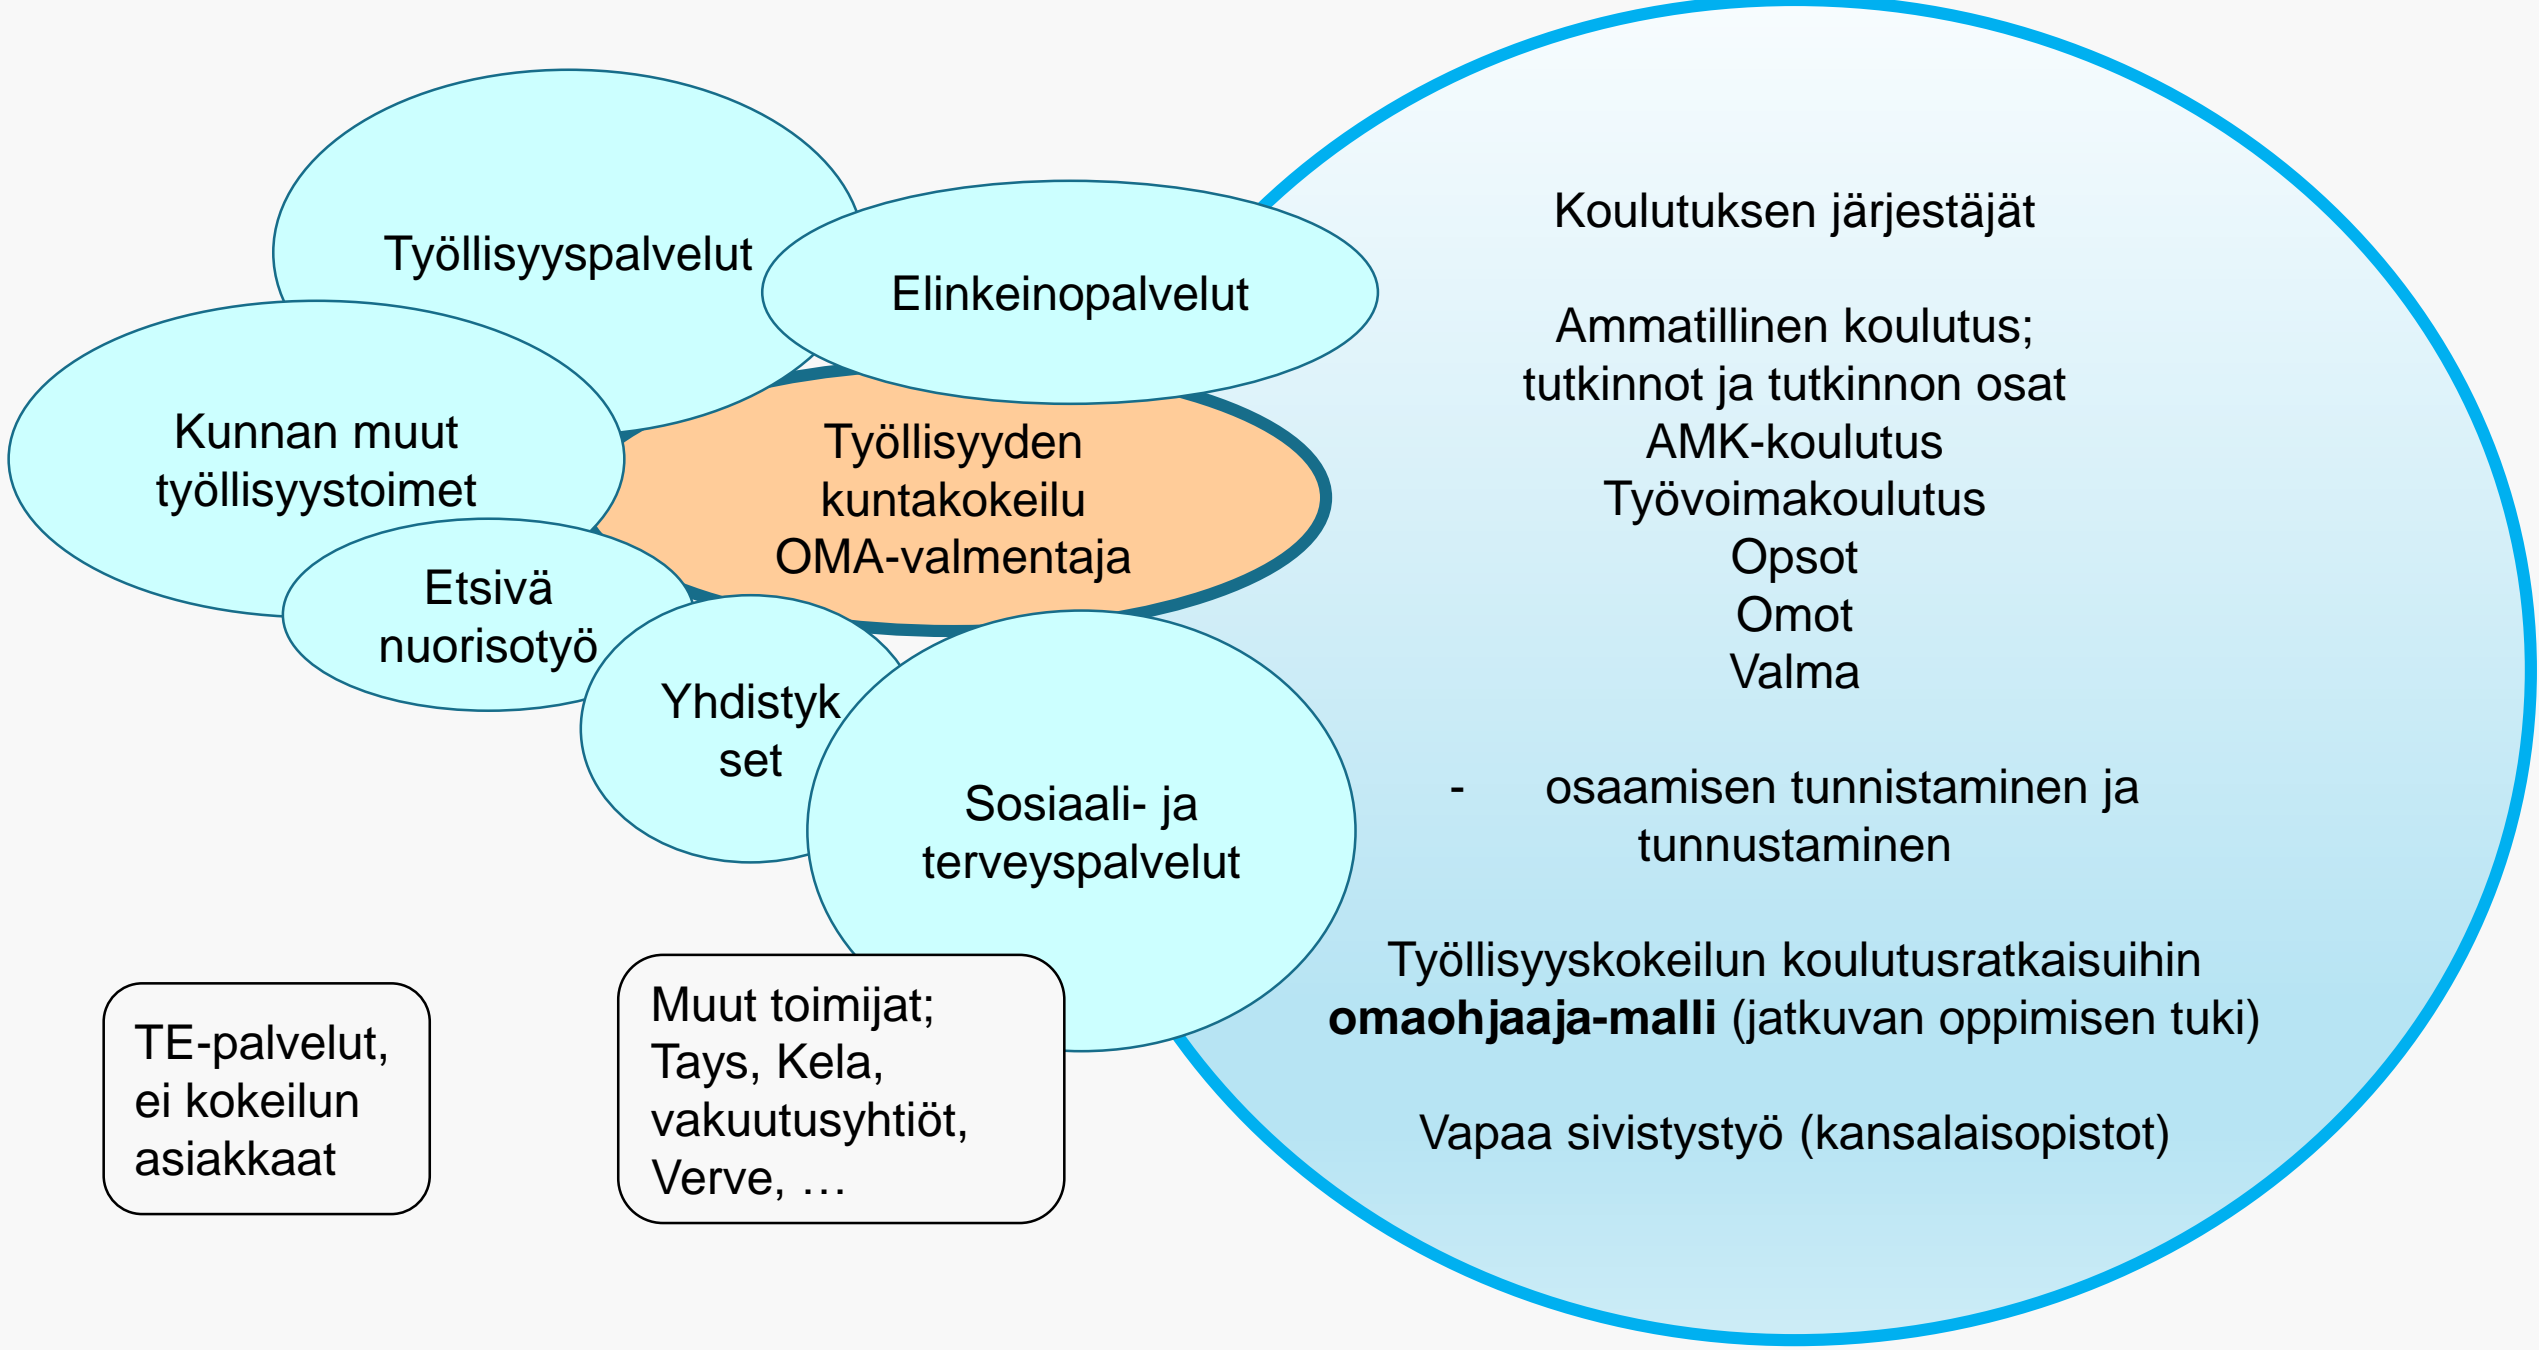 Työllisyyspalvelut
Elinkeinopalvelut
Kunnan muut
työllisyystoimet
Työllisyyden
kuntakokeilu
OMA-valmentaja
Etsivä
nuorisotyö
Yhdistyk
set
Sosiaali- ja
terveyspalvelut
TE-palvelut,
ei kokeilun
asiakkaat
Muut toimijat;
Tays, Kela,
vakuutusyhtiöt,
Verve, …
Koulutuksen järjestäjät
Ammatillinen koulutus;
tutkinnot ja tutkinnon osat
AMK-koulutus
Työvoimakoulutus
Opsot
Omot
Valma
- osaamisen tunnistaminen ja
tunnustaminen
Työllisyyskokeilun koulutusratkaisuihin
omaohjaaja-malli (jatkuvan oppimisen tuki)
Vapaa sivistystyö (kansalaisopistot)